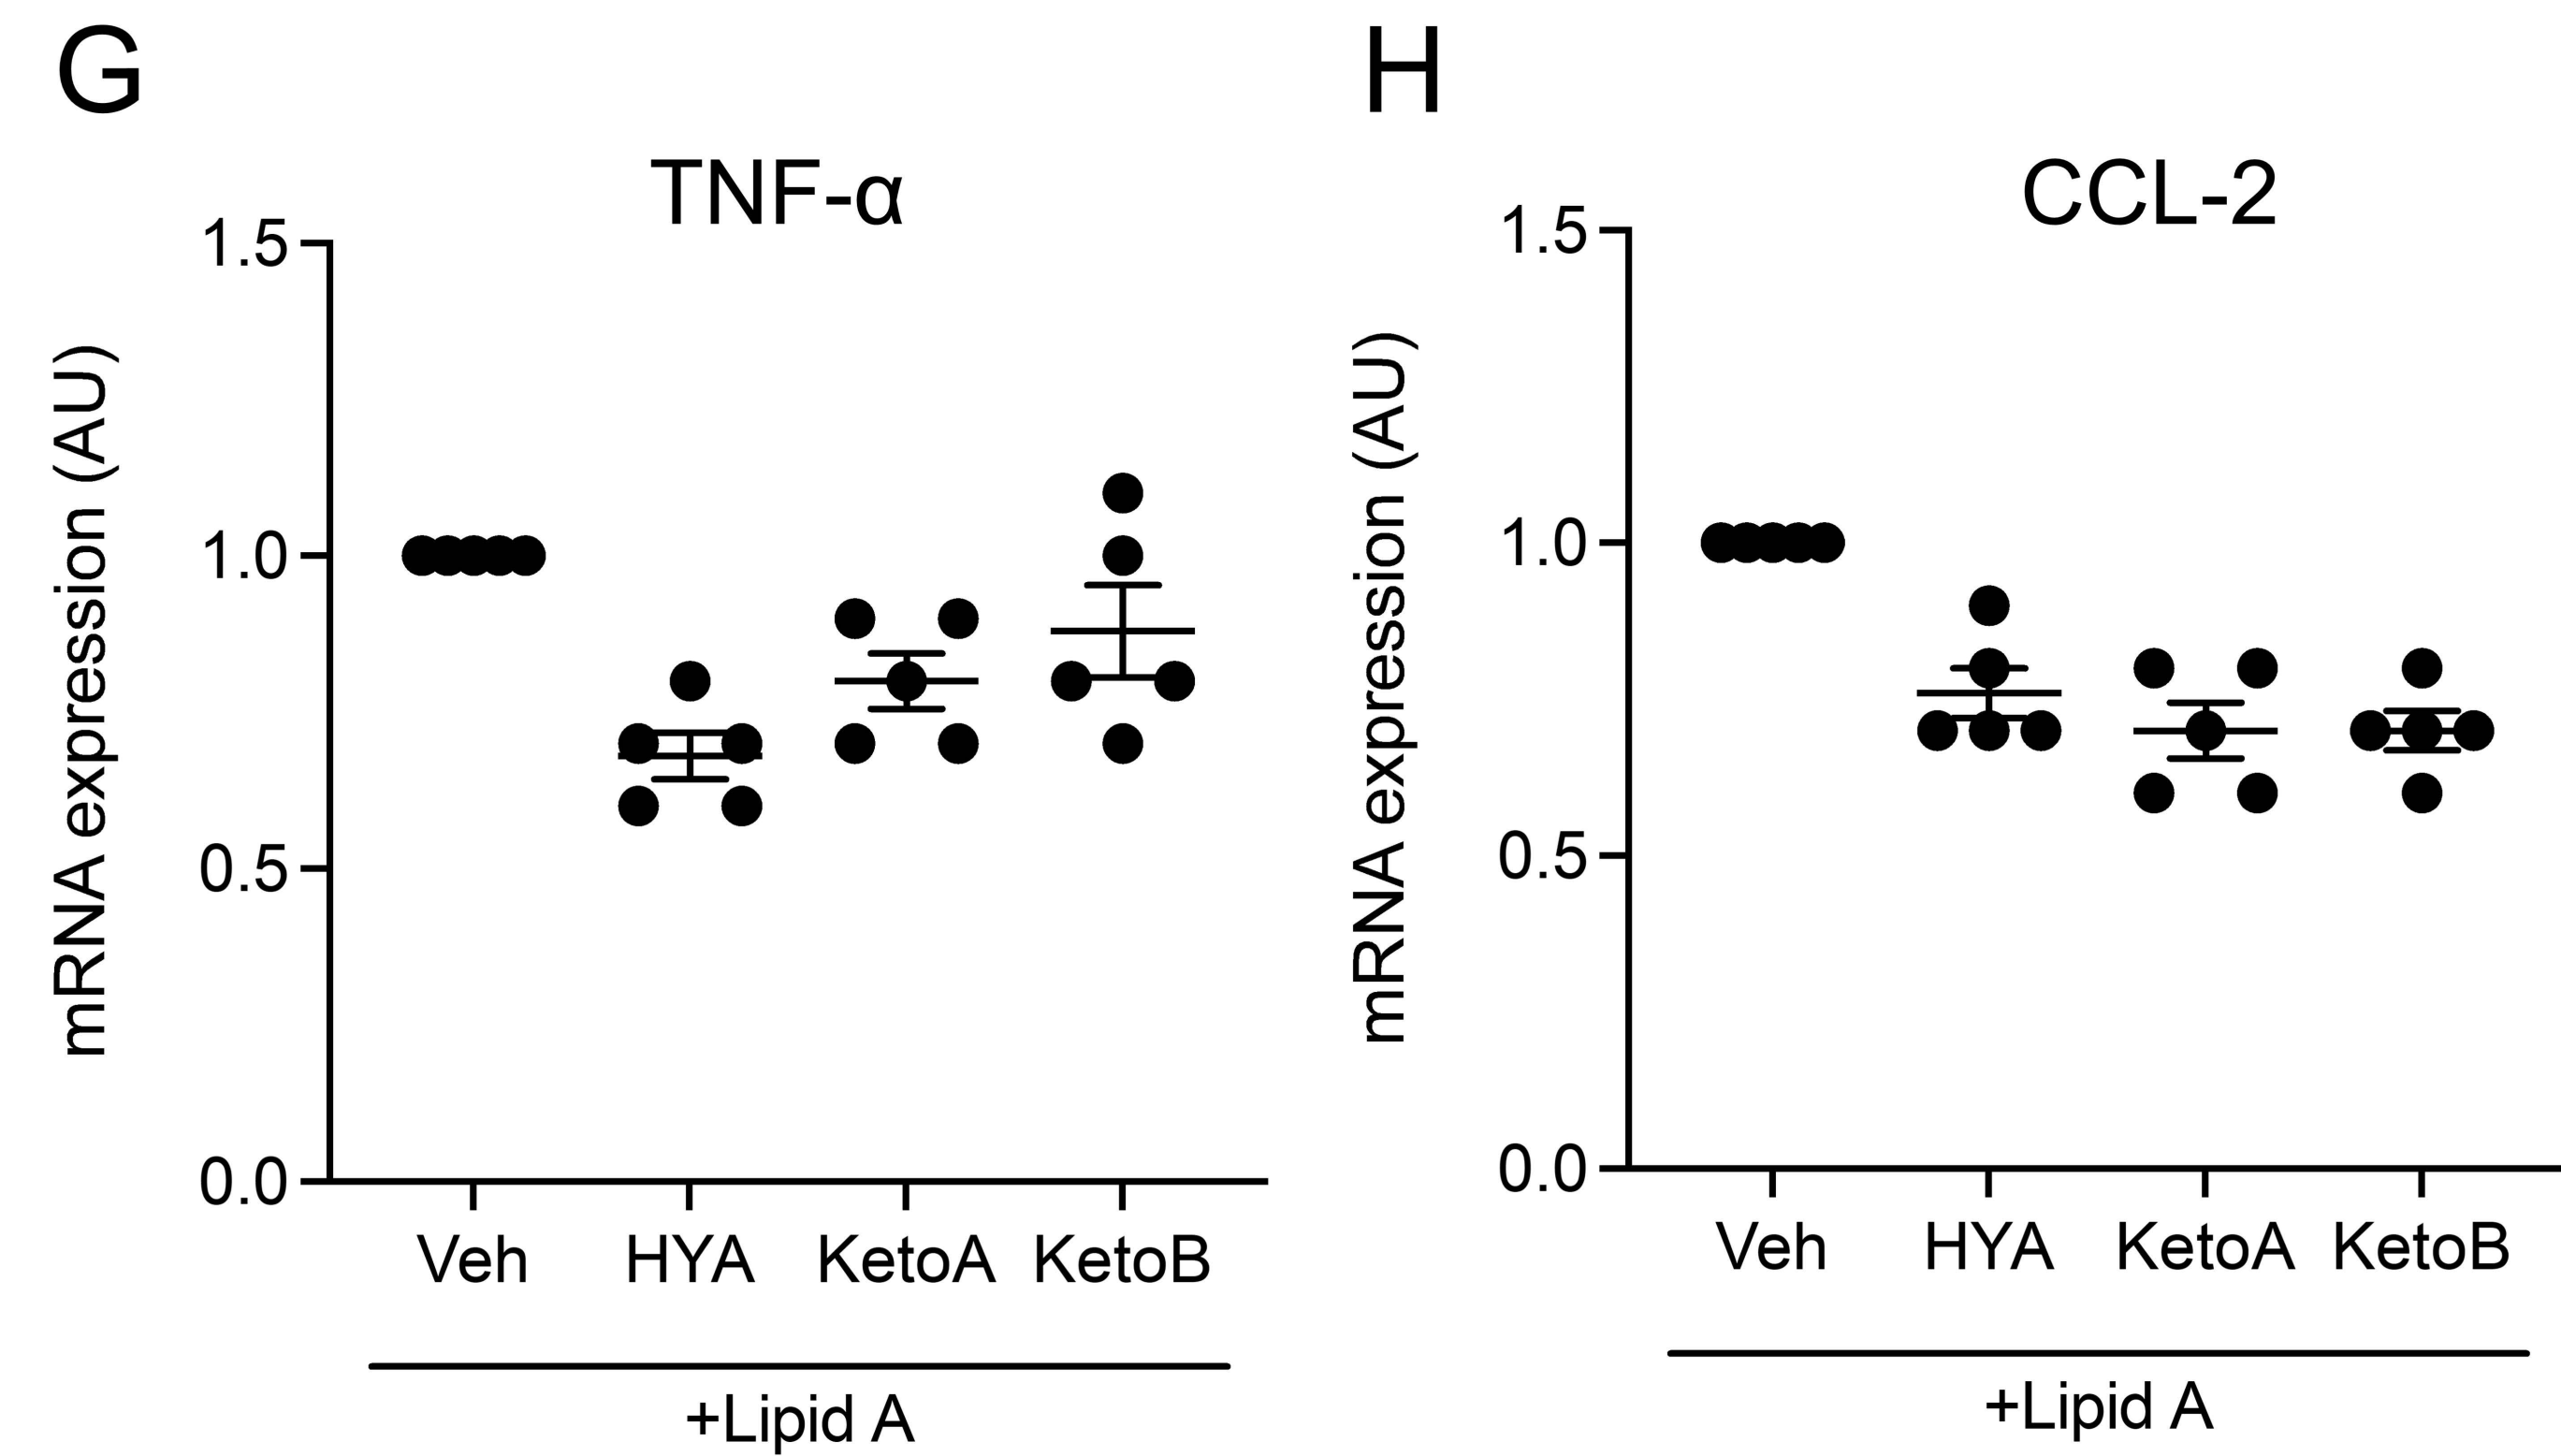 G
TNF-α
mRNA expression (AU)
1.5
1.0
0.5
0.0
Veh HYA KetoA KetoB
+Lipid A
H
CCL-2
mRNA expression (AU)
1.5
1.0
0.5
0.0
Veh HYA KetoA KetoB
+Lipid A